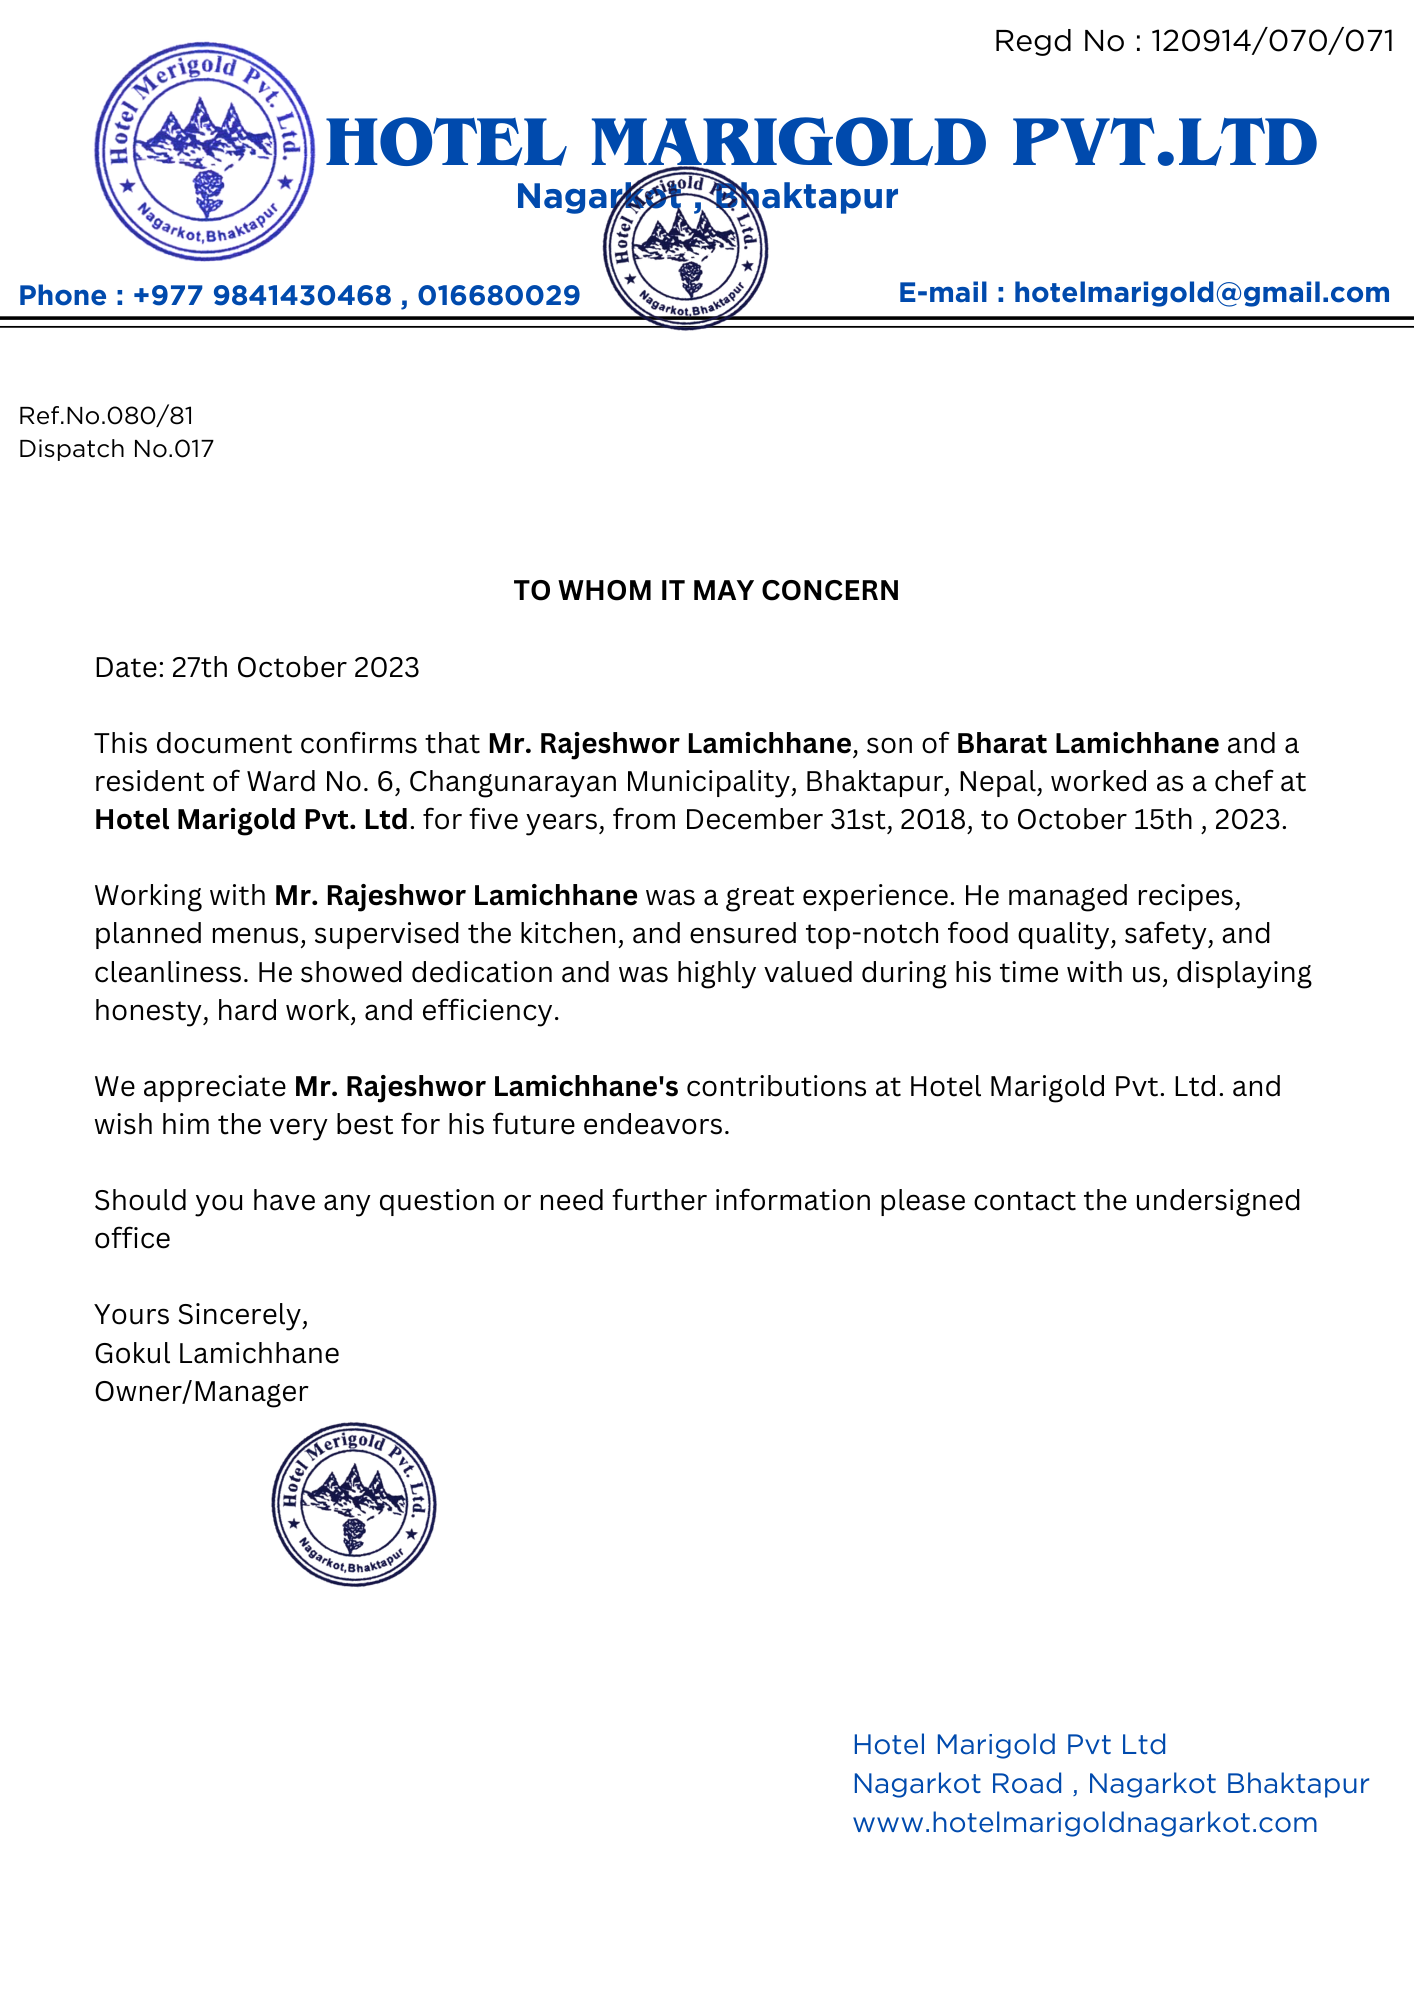 Regd No : 120914/070/071
Hotel Merigold Pvt. Ltd.
Nagarkot,Bhaktapur
HOTEL MARIGOLD PVT.LTD
Nagarkot , Bhaktapur
Hotel Merigold Pvt. Ltd.
Nagarkot,Bhaktapur
Phone : +977 9841430468 , 016680029
E-mail : hotelmarigold@gmail.com
Ref.No.080/81
Dispatch No.017
TO WHOM IT MAY CONCERN
Date: 27th October 2023
This document confirms that Mr. Rajeshwor Lamichhane, son of Bharat Lamichhane and a
resident of Ward No. 6, Changunarayan Municipality, Bhaktapur, Nepal, worked as a chef at
Hotel Marigold Pvt. Ltd. for five years, from December 31st, 2018, to October 15th , 2023.
Working with Mr. Rajeshwor Lamichhane was a great experience. He managed recipes,
planned menus, supervised the kitchen, and ensured top-notch food quality, safety, and
cleanliness. He showed dedication and was highly valued during his time with us, displaying
honesty, hard work, and efficiency.
We appreciate Mr. Rajeshwor Lamichhane's contributions at Hotel Marigold Pvt. Ltd. and
wish him the very best for his future endeavors.
Should you have any question or need further information please contact the undersigned
office
Yours Sincerely,
Gokul Lamichhane
Owner/Manager
Hotel Merigold Pvt. Ltd.
Nagarkot,Bhaktapur
Hotel Marigold Pvt Ltd
Nagarkot Road , Nagarkot Bhaktapur
www.hotelmarigoldnagarkot.com